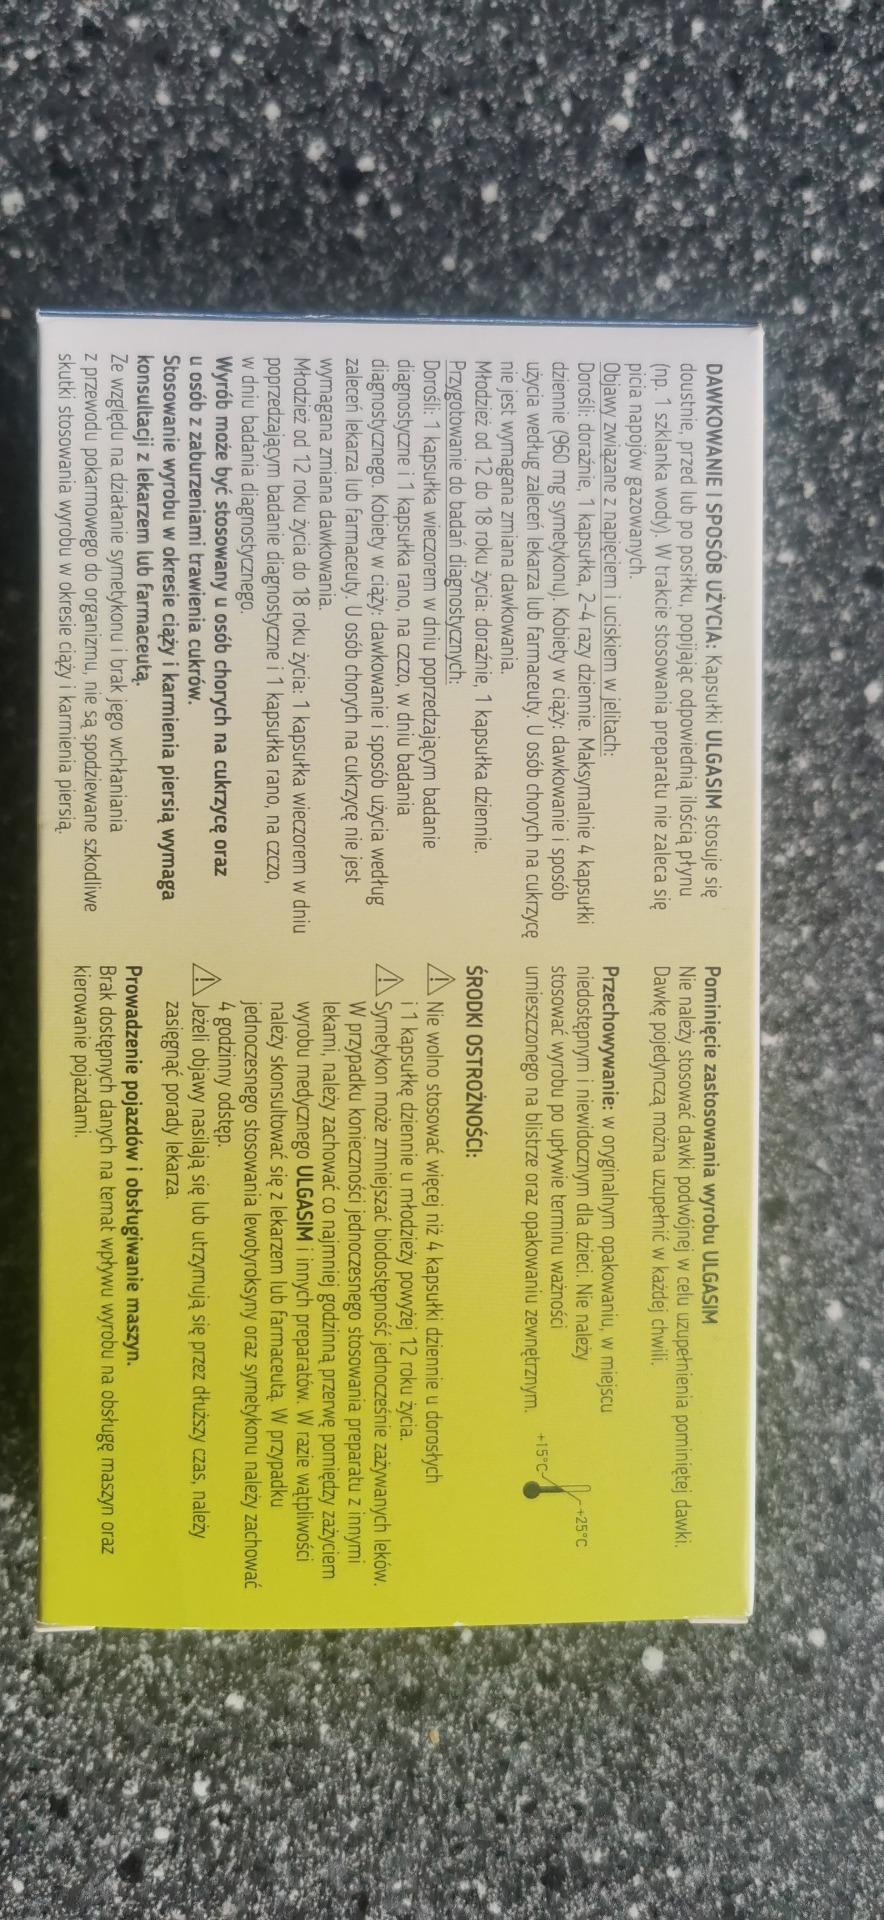 DAWKOWANIE I SPOSÓB UŻYCIA: Kapsułki ULGASIM stosuje się
doustnie, przed lub po posiłku, popijając odpowiednią ilością płynu
(np. 1 szklanka wody). W trakcie stosowania preparatu nie zaleca się
picia napojów gazowanych.
Objawy związane z napięciem i uciskiem w jelitach:
Dorośli: doraźnie, 1 kapsułka, 2–4 razy dziennie. Maksymalnie 4 kapsułki
dziennie (960 mg symetykonu). Kobiety w ciąży: dawkowanie i sposób
użycia według zaleceń lekarza lub farmaceuty. U osób chorych na cukrzycę
nie jest wymagana zmiana dawkowania.
Młodzież od 12 do 18 roku życia: doraźnie, 1 kapsułka dziennie.
Przygotowanie do badań diagnostycznych:
Dorośli: 1 kapsułka wieczorem w dniu poprzedzającym badanie
diagnostyczne i 1 kapsułka rano, na czczo, w dniu badania
diagnostycznego. Kobiety w ciąży: dawkowanie i sposób użycia według
zaleceń lekarza lub farmaceuty. U osób chorych na cukrzycę nie jest
wymagana zmiana dawkowania.
Młodzież od 12 roku życia do 18 roku życia: 1 kapsułka wieczorem w dniu
poprzedzającym badanie diagnostyczne i 1 kapsułka rano, na czczo,
w dniu badania diagnostycznego.
Wyrób może być stosowany u osób chorych na cukrzycę oraz
u osób z zaburzeniami trawienia cukrów.
Stosowanie wyrobu w okresie ciąży i karmienia piersią wymaga
konsultacji z lekarzem lub farmaceutą.
Ze względu na działanie symetykonu i brak jego wchłaniania
z przewodu pokarmowego do organizmu, nie są spodziewane szkodliwe
skutki stosowania wyrobu w okresie ciąży i karmienia piersią.
Pominięcie zastosowania wyrobu ULGASIM
Nie należy stosować dawki podwójnej w celu uzupełnienia pominiętej dawki.
Dawkę pojedynczą można uzupełnić w każdej chwili.
Przechowywanie: w oryginalnym opakowaniu, w miejscu
niedostępnym i niewidocznym dla dzieci. Nie należy
stosować wyrobu po upływie terminu ważności
umieszczonego na blistrze oraz opakowaniu zewnętrznym.
+25°C
+15°C
ŚRODKI OSTROŻNOŚCI:
Nie wolno stosować więcej niż 4 kapsułki dziennie u dorosłych
i 1 kapsułkę dziennie u młodzieży powyżej 12 roku życia.
Symetykon może zmniejszać biodostępność jednocześnie zażywanych leków.
W przypadku konieczności jednoczesnego stosowania preparatu z innymi
lekami, należy zachować co najmniej godzinną przerwę pomiędzy zażyciem
wyrobu medycznego ULGASIM i innych preparatów. W razie wątpliwości
należy skonsultować się z lekarzem lub farmaceutą. W przypadku
jednoczesnego stosowania lewotyroksyny oraz symetykonu należy zachować
4 godzinny odstęp.
Jeżeli objawy nasilają się lub utrzymują się przez dłuższy czas, należy
zasięgnąć porady lekarza.
Prowadzenie pojazdów i obsługiwanie maszyn.
Brak dostępnych danych na temat wpływu wyrobu na obsługę maszyn oraz
kierowanie pojazdami.